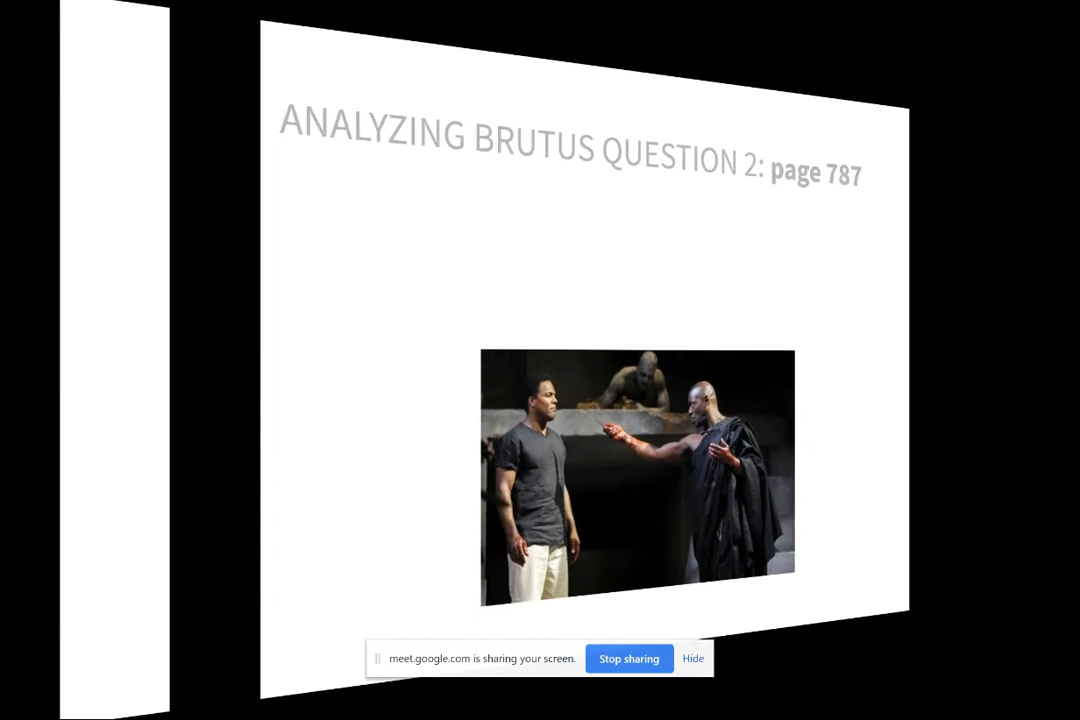 ANALYZING BRUTUS QUESTION 2: page 787
meet.google.com is sharing your screen. Stop sharing Hide